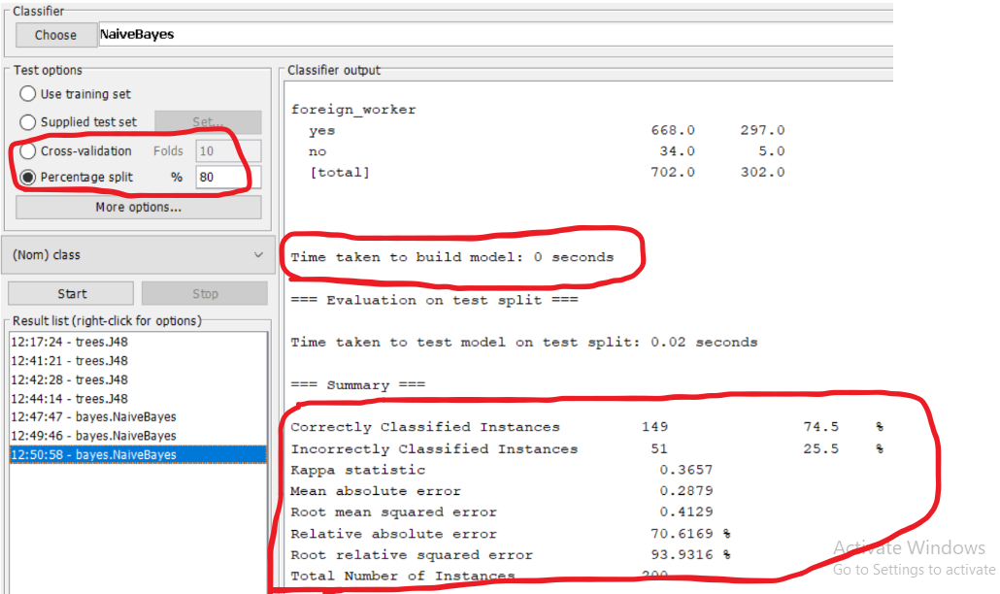 Classifier
Choose NaiveBayes
Test options
Use training set
Supplied test set Set...
Cross-validation Folds 10
Percentage split % 80
More options...
(Nom) class
Start Stop
Result list (right-click for options)
12:17:24 - trees.J48
12:41:21 - trees.J48
12:42:28 - trees.J48
12:44:14 - trees.J48
12:47:47 - bayes.NaiveBayes
12:49:46 - bayes.NaiveBayes
12:50:58 - bayes.NaiveBayes
Classifier output
foreign_worker
yes 668.0 297.0
no 34.0 5.0
[total] 702.0 302.0
Time taken to build model: 0 seconds
=== Evaluation on test split ===
Time taken to test model on test split: 0.02 seconds
=== Summary ===
Correctly Classified Instances 149 74.5 %
Incorrectly Classified Instances 51 25.5 %
Kappa statistic 0.3657
Mean absolute error 0.2879
Root mean squared error 0.4129
Relative absolute error 70.6169 %
Root relative squared error 93.9316 %
Total Number of Instances 200
Activate Windows
Go to Settings to activate